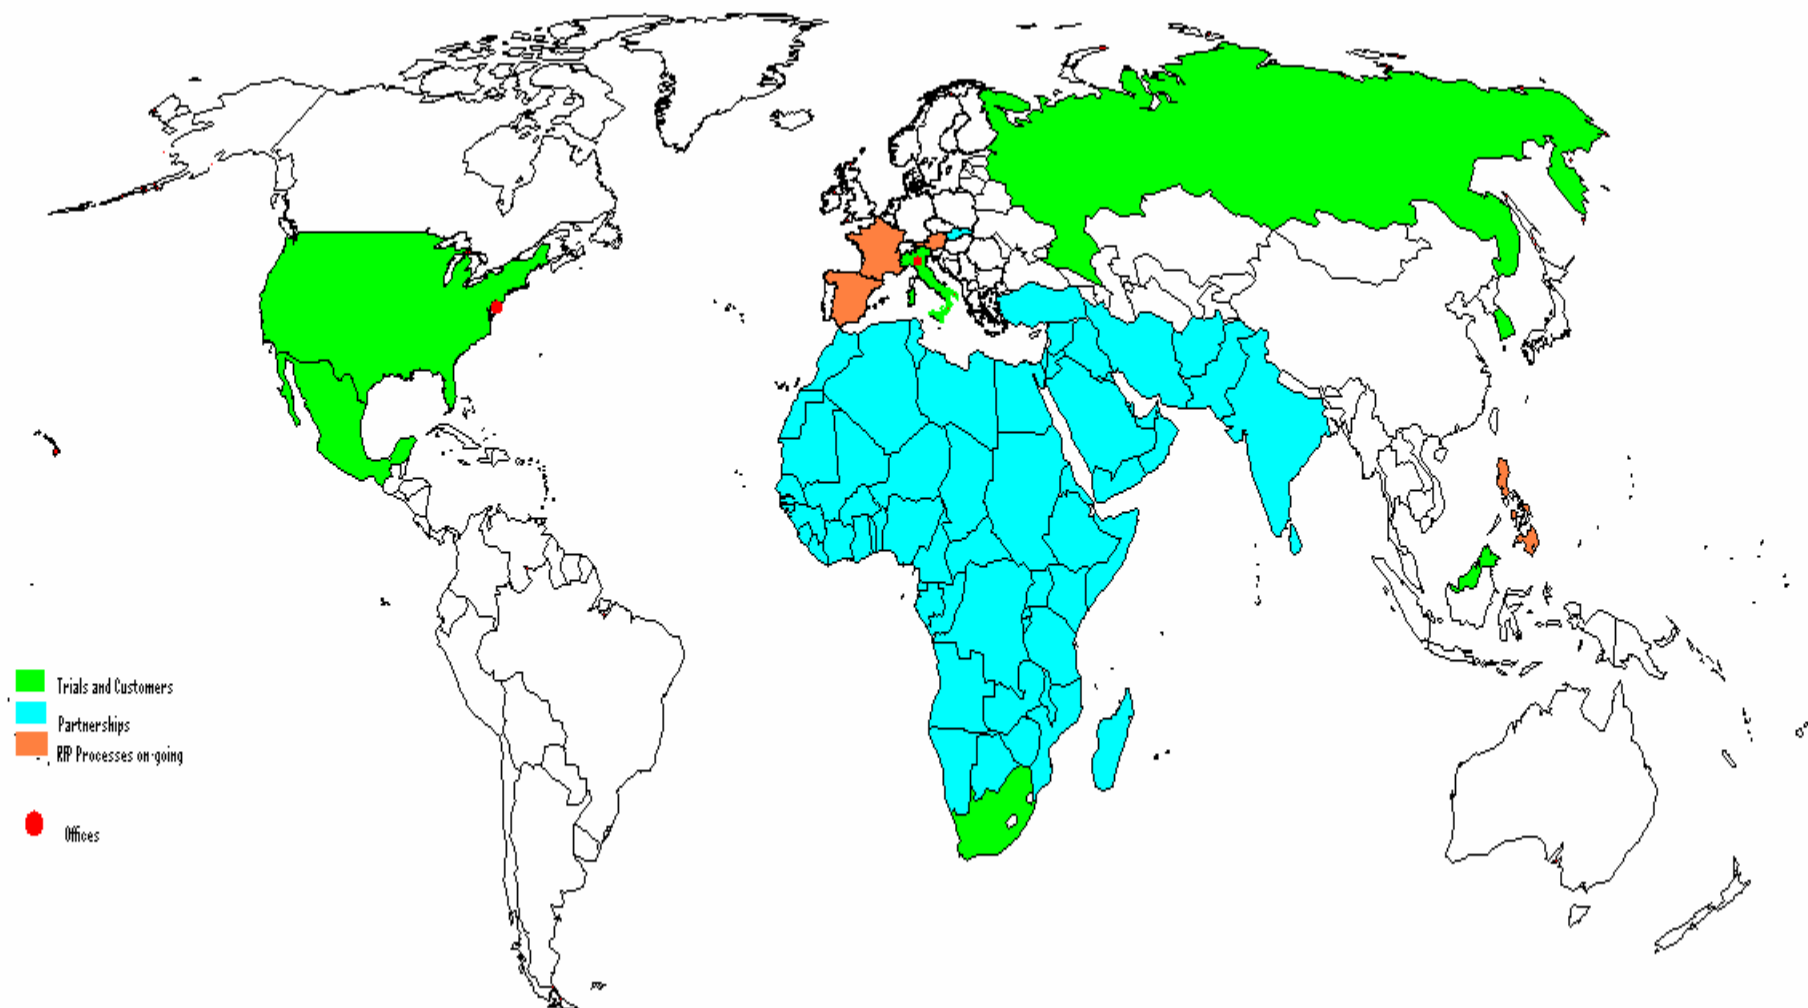 Trials and Customers
Partnerships
RfP Processes on-going
Offices